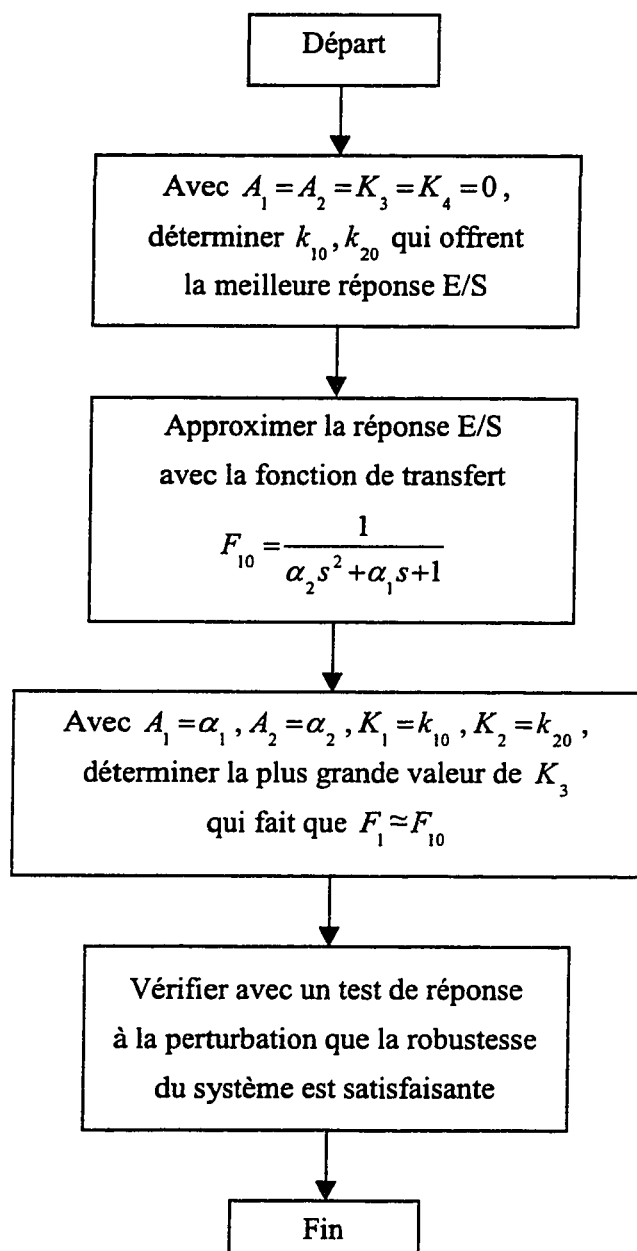 Départ
Avec A₁ = A₂ = K₃ = K₄ = 0 ,
déterminer k₁₀ , k₂₀ qui offrent
la meilleure réponse E/S
Approximer la réponse E/S
avec la fonction de transfert
F₁₀ = 1 / (α₂s² + α₁s + 1)
Avec A₁ = α₁ , A₂ = α₂ , K₁ = k₁₀ , K₂ = k₂₀ ,
déterminer la plus grande valeur de K₃
qui fait que F₁ ≃ F₁₀
Vérifier avec un test de réponse
à la perturbation que la robustesse
du système est satisfaisante
Fin